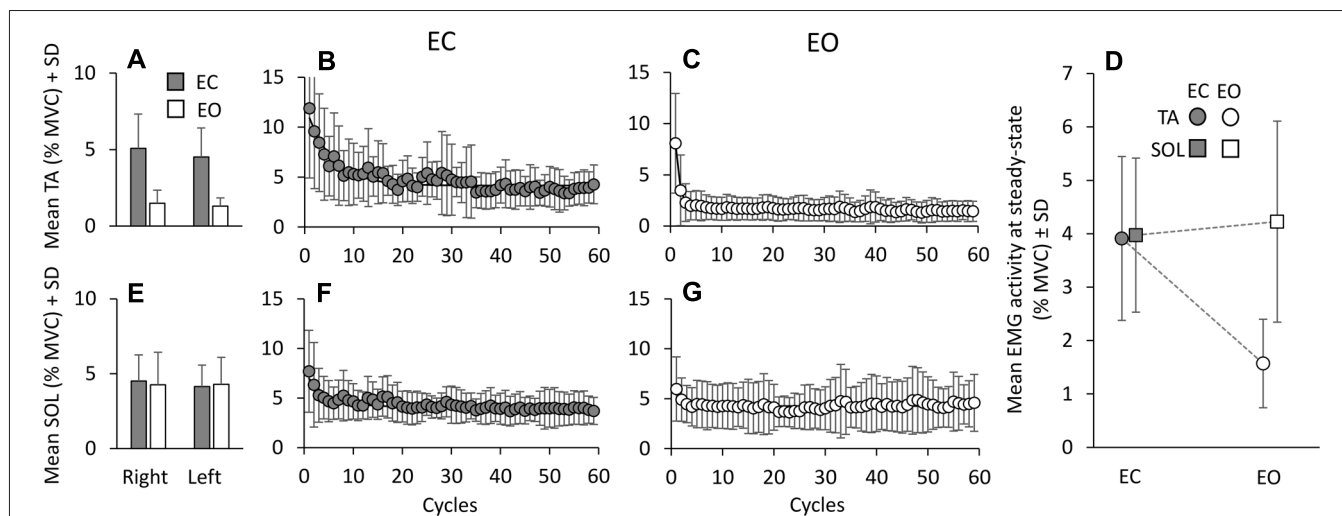 EC
EO
A
B
C
D
Mean TA (% MVC) + SD
10
5
0
EC
EO
15
10
5
0
0 10 20 30 40 50 60
15
10
5
0
0 10 20 30 40 50 60
Mean EMG activity at steady-state
(% MVC) ± SD
7
6
5
4
3
2
1
0
EC EO
TA
SOL
EC EO
E
F
G
Mean SOL (% MVC) + SD
10
5
0
Right Left
15
10
5
0
0 10 20 30 40 50 60
Cycles
15
10
5
0
0 10 20 30 40 50 60
Cycles